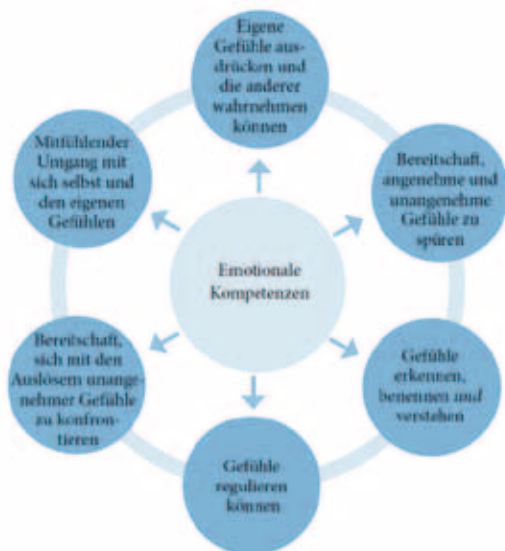 Eigene
Gefühle aus-
drücken und
die anderer
wahrnehmen
können
Bereitschaft,
angenehme und
unangenehme
Gefühle zu
spüren
Gefühle
erkennen,
benennen und
verstehen
Gefühle
regulieren
können
Bereitschaft,
sich mit den
Auslösern unange-
nehmer Gefühle
zu konfron-
tieren
Mitfühlender
Umgang mit
sich selbst und
den eigenen
Gefühlen
Emotionale
Kompetenzen